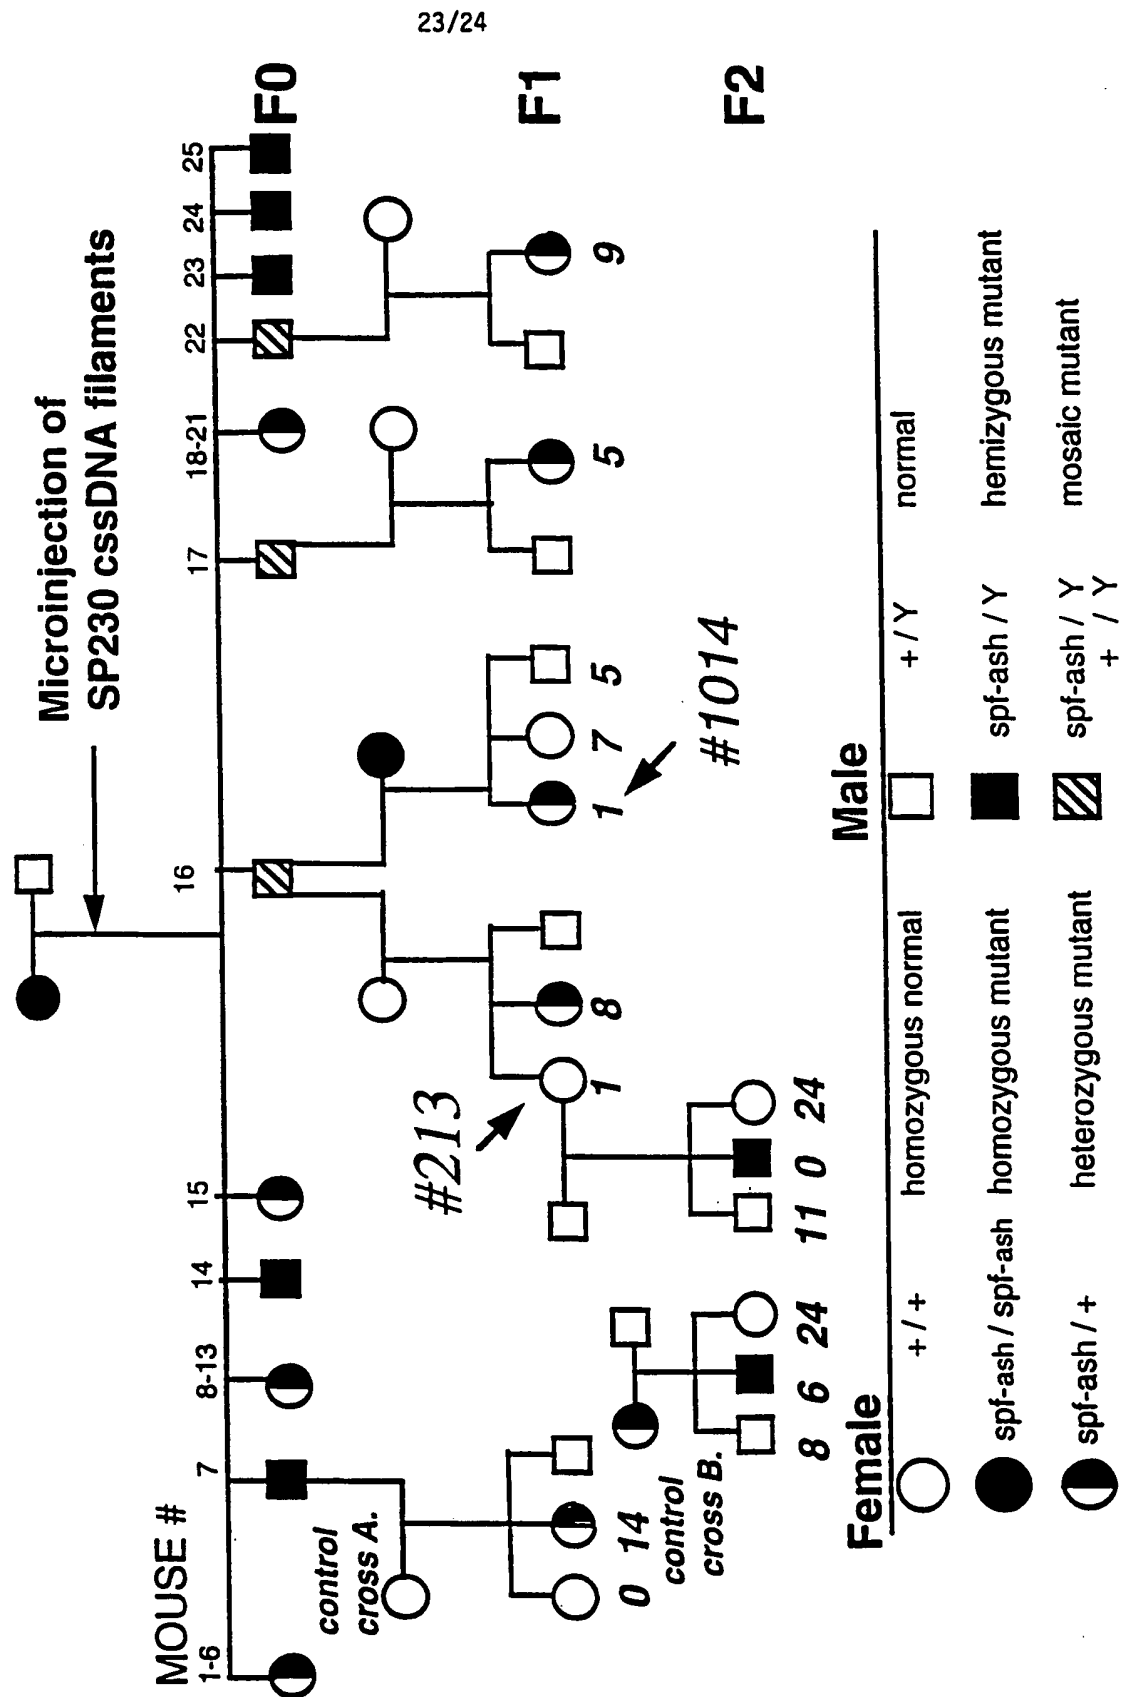 23/24
Microinjection of
SP230 cssDNA filaments
MOUSE #
1-6
7
8-13
14
15
16
17
18-21
22
23
24
25
F0
control
cross A.
0 14
#213
1
8
1
7
5
#1014
5
9
F1
control
cross B.
8 6 24
11 0 24
F2
Female
Male
+ / +
homozygous normal
+ / Y
normal
spf-ash / spf-ash
homozygous mutant
spf-ash / Y
hemizygous mutant
spf-ash / +
heterozygous mutant
spf-ash / Y
+ / Y
mosaic mutant